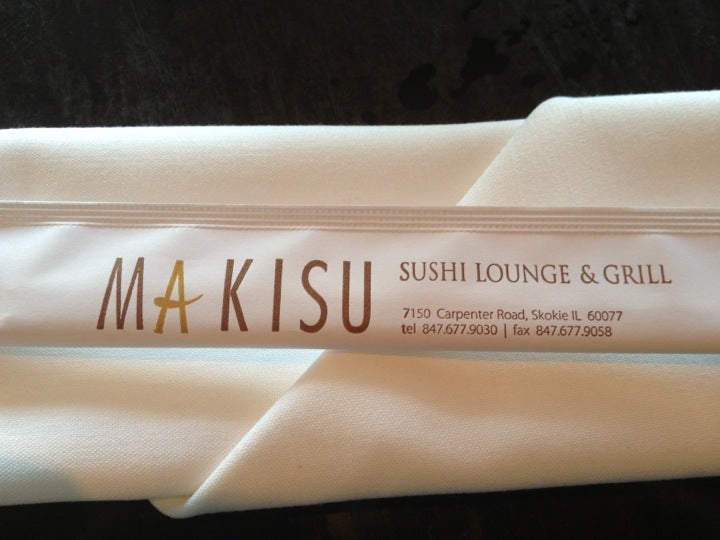 MAKISU
SUSHI LOUNGE & GRILL
7150 Carpenter Road, Skokie IL 60077
tel 847.677.9030 | fax 847.677.9058